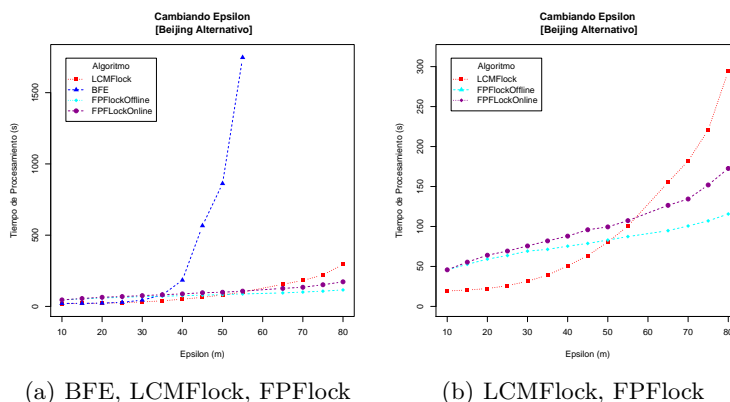 Cambiando Epsilon
[Beijing Alternativo]
Tiempo de Procesamiento (s)
1500
1000
500
0
Algoritmo
LCMFlock
BFE
FPFLockOffline
FPFLockOnline
10 20 30 40 50 60 70 80
Epsilon (m)
(a) BFE, LCMFlock, FPFlock
Cambiando Epsilon
[Beijing Alternativo]
Tiempo de Procesamiento (s)
300
250
200
150
100
50
0
Algoritmo
LCMFlock
FPFLockOffline
FPFLockOnline
10 20 30 40 50 60 70 80
Epsilon (m)
(b) LCMFlock, FPFlock